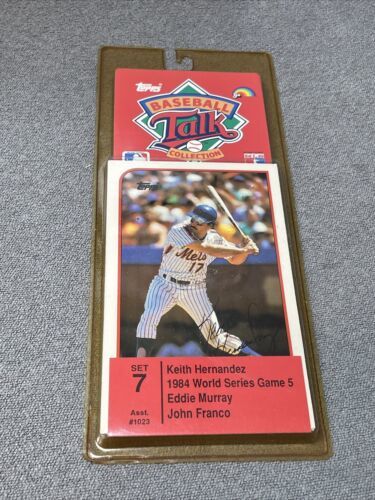 Topps
BASEBALL
Talk
COLLECTION
Topps
Mets
17
SET
7
Asst.
#1023
Keith Hernandez
1984 World Series Game 5
Eddie Murray
John Franco